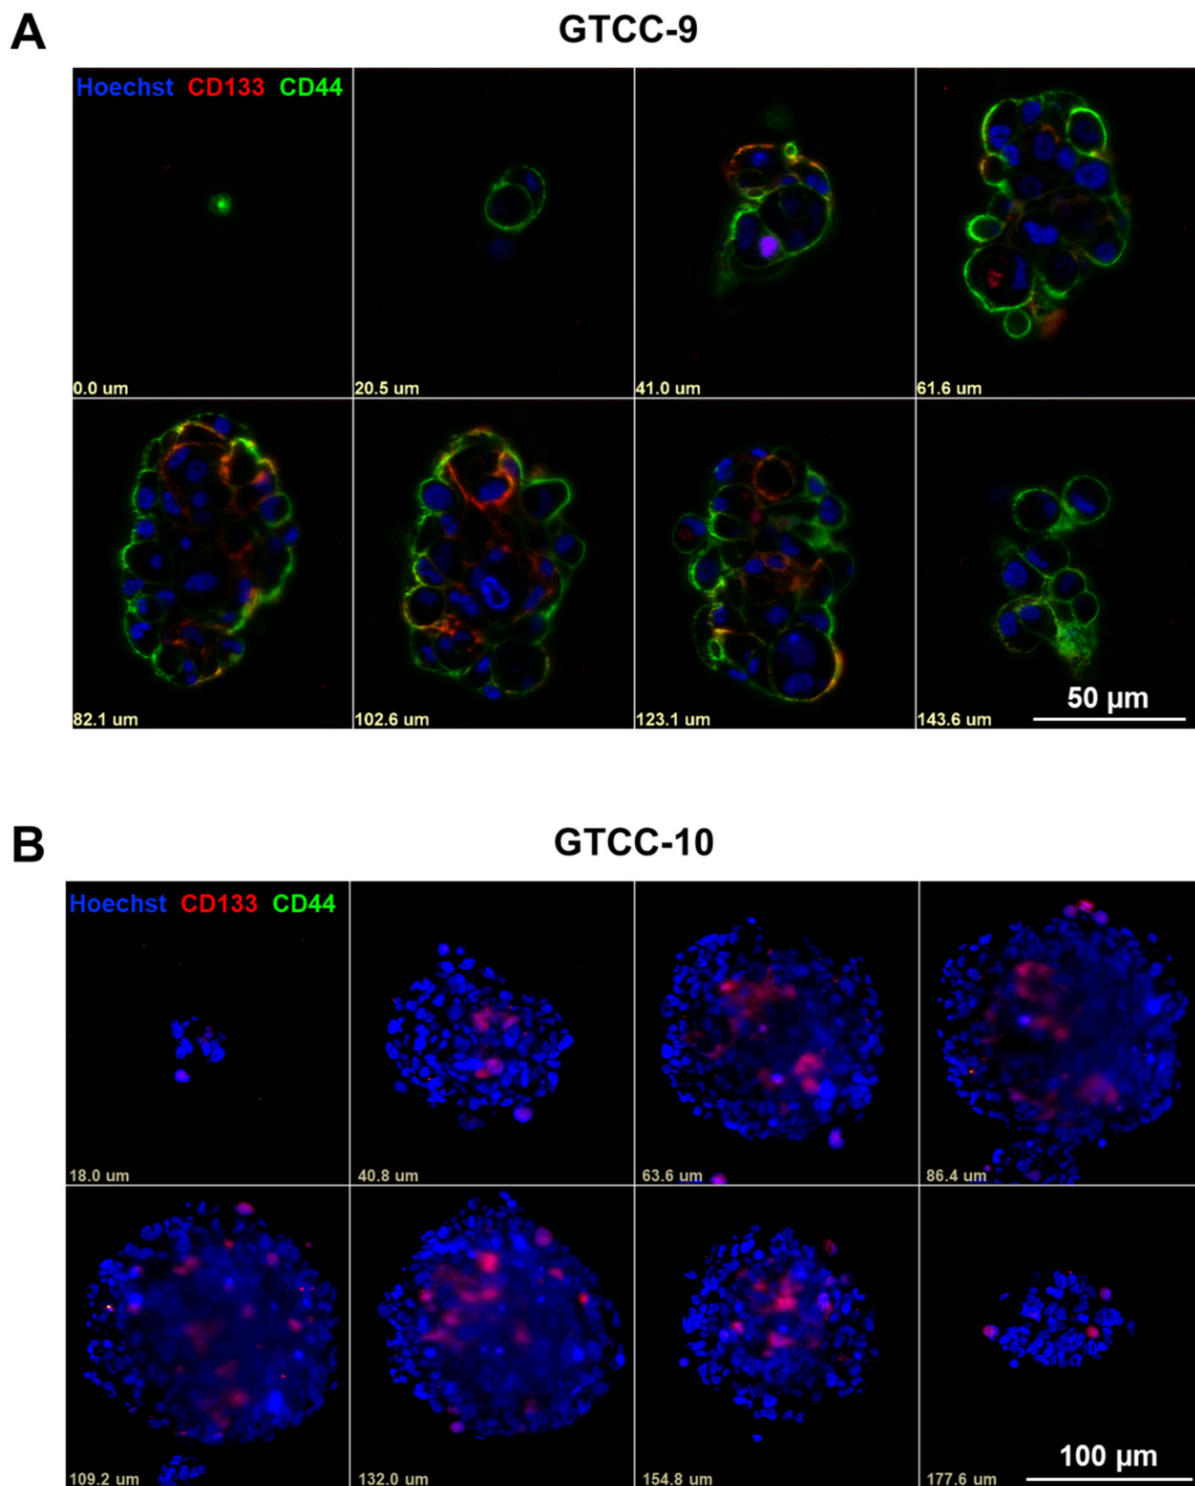 A
GTCC-9
Hoechst CD133 CD44
0.0 um
20.5 um
41.0 um
61.6 um
82.1 um
102.6 um
123.1 um
143.6 um
50 µm
B
GTCC-10
Hoechst CD133 CD44
18.0 um
40.8 um
63.6 um
86.4 um
109.2 um
132.0 um
154.8 um
177.6 um
100 µm